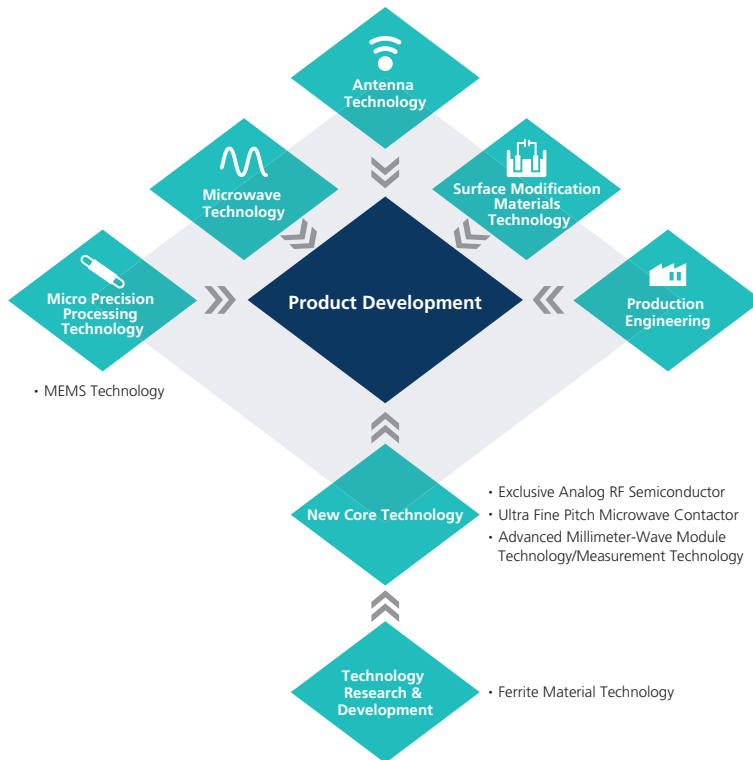 Antenna
Technology
Microwave
Technology
Surface Modification
Materials
Technology
Micro Precision
Processing
Technology
Product Development
Production
Engineering
• MEMS Technology
New Core Technology
• Exclusive Analog RF Semiconductor
• Ultra Fine Pitch Microwave Contactor
• Advanced Millimeter-Wave Module
Technology/Measurement Technology
Technology
Research &
Development
• Ferrite Material Technology